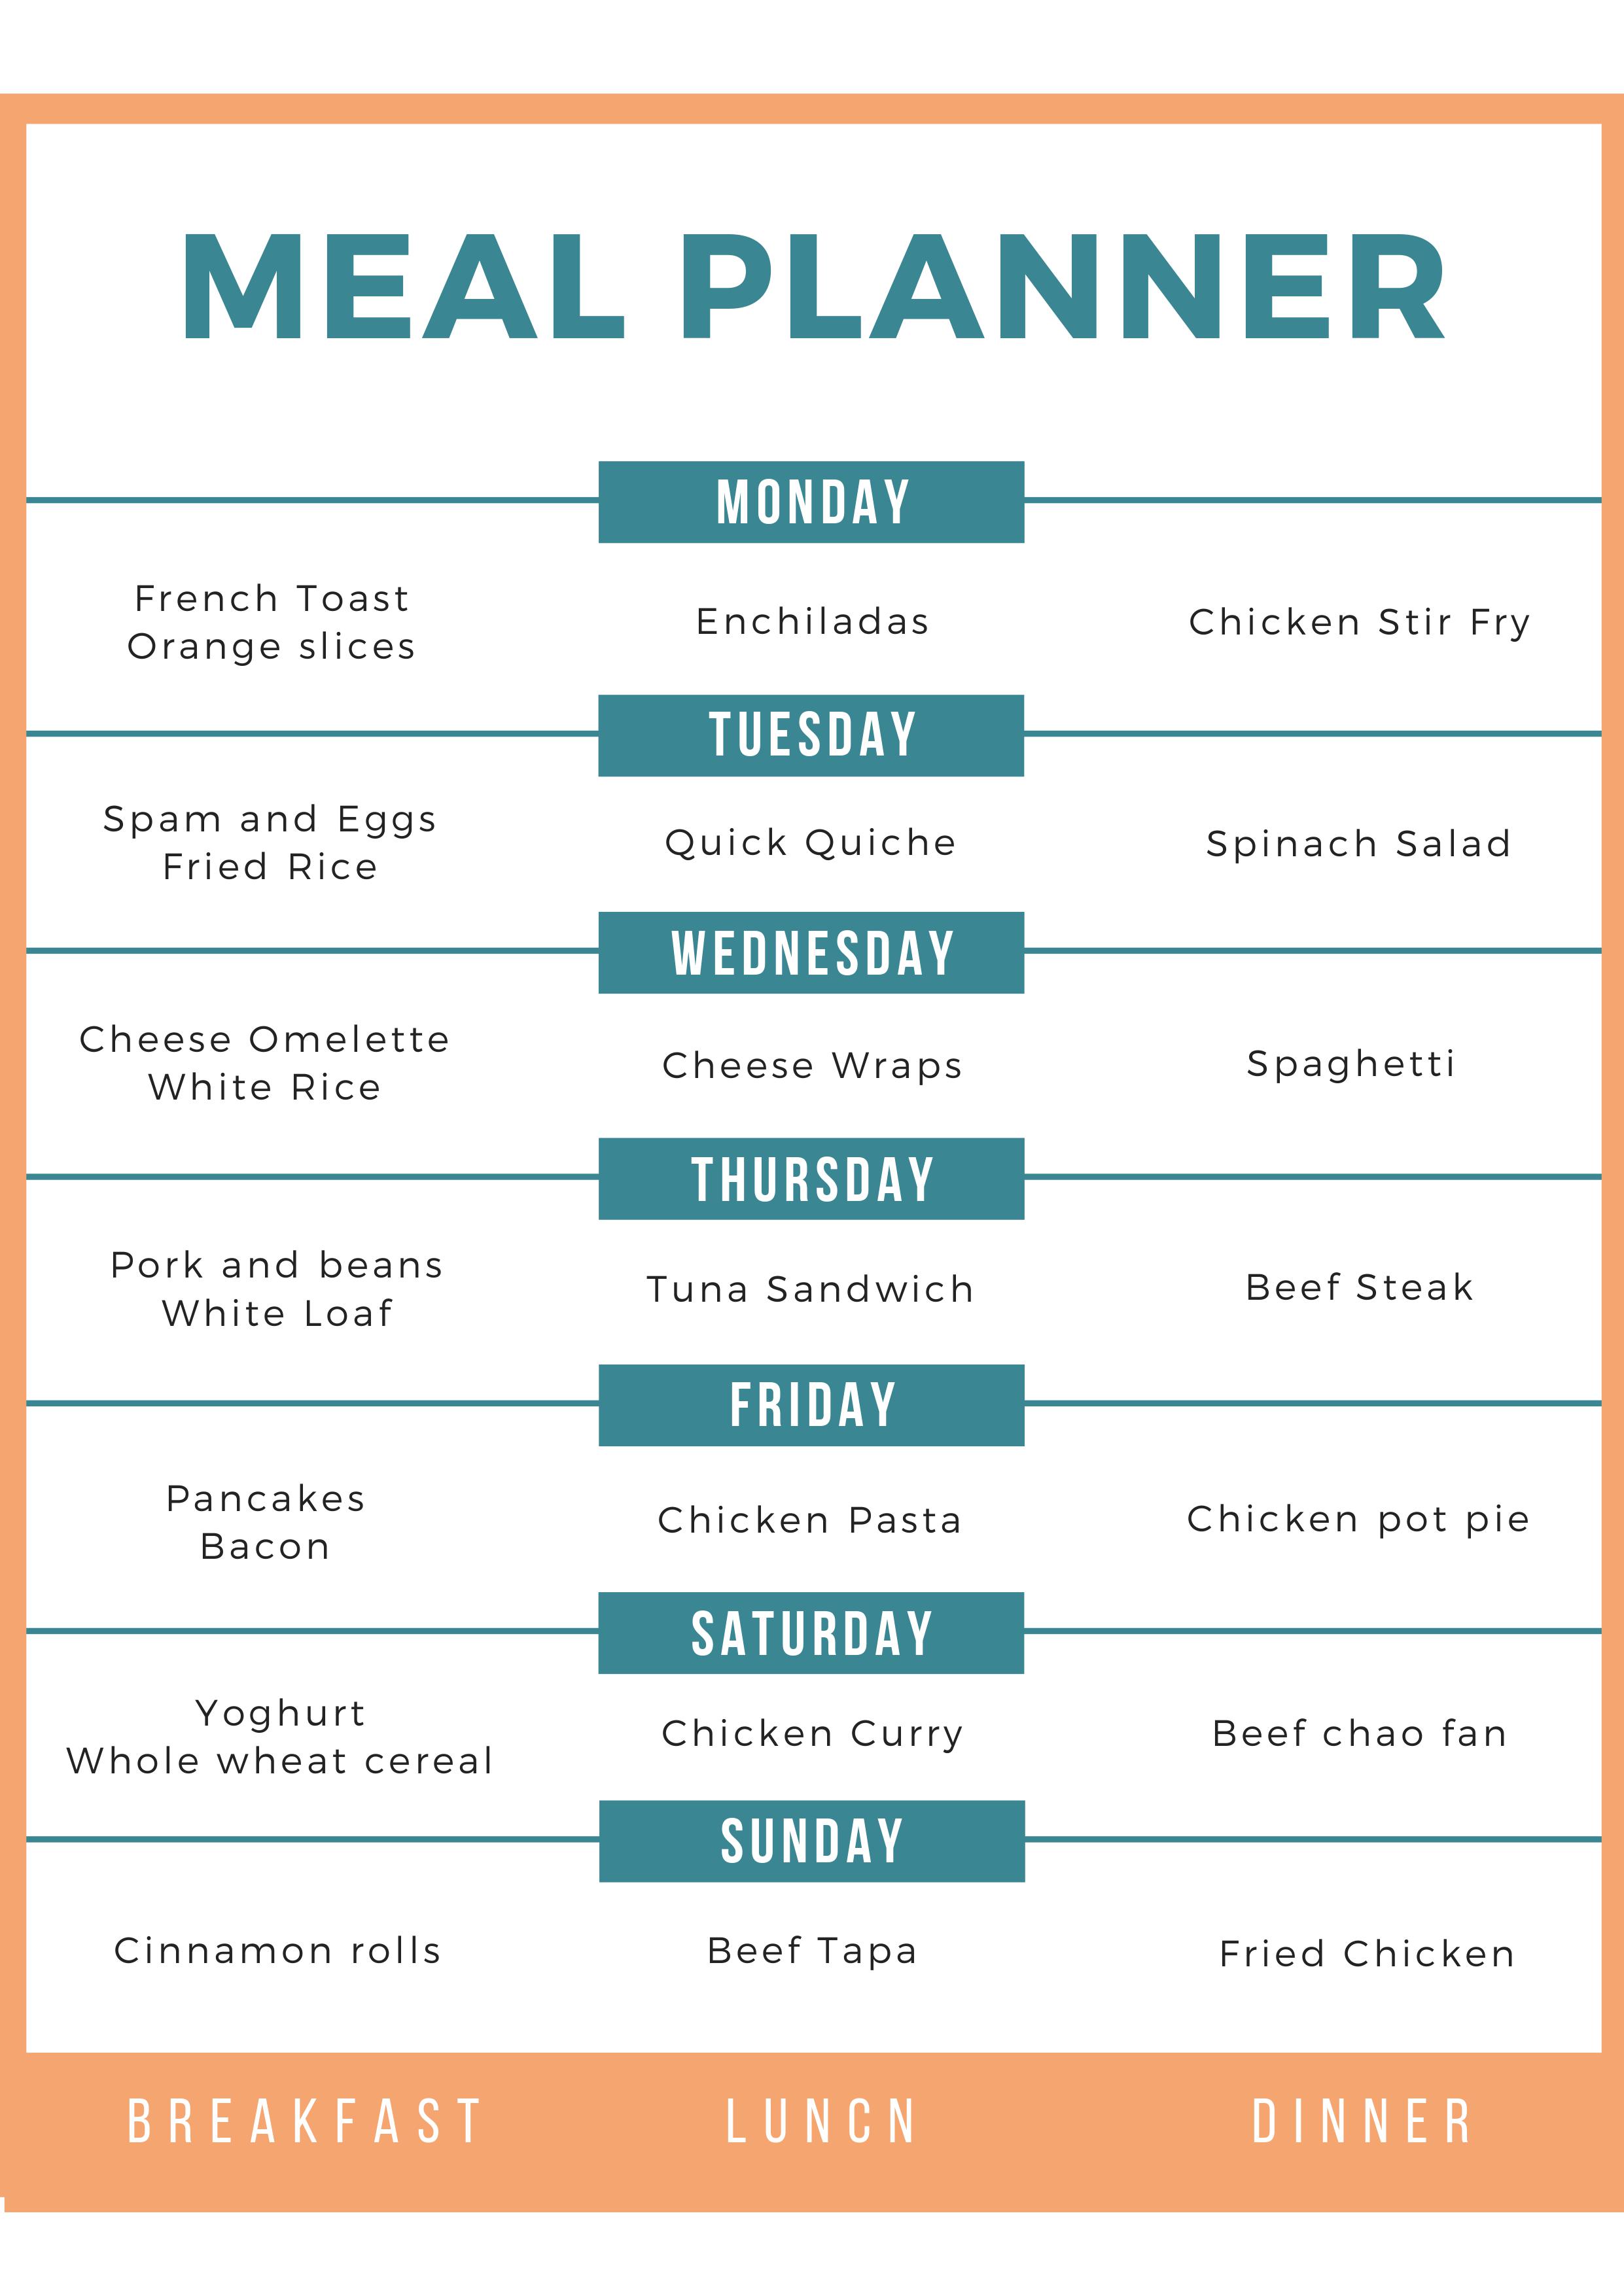 MEAL PLANNER
MONDAY
French Toast
Orange slices
Enchiladas
Chicken Stir Fry
TUESDAY
Spam and Eggs
Fried Rice
Quick Quiche
Spinach Salad
WEDNESDAY
Cheese Omelette
White Rice
Cheese Wraps
Spaghetti
THURSDAY
Pork and beans
White Loaf
Tuna Sandwich
Beef Steak
FRIDAY
Pancakes
Bacon
Chicken Pasta
Chicken pot pie
SATURDAY
Yoghurt
Whole wheat cereal
Chicken Curry
Beef chao fan
SUNDAY
Cinnamon rolls
Beef Tapa
Fried Chicken
BREAKFAST
LUNCN
DINNER